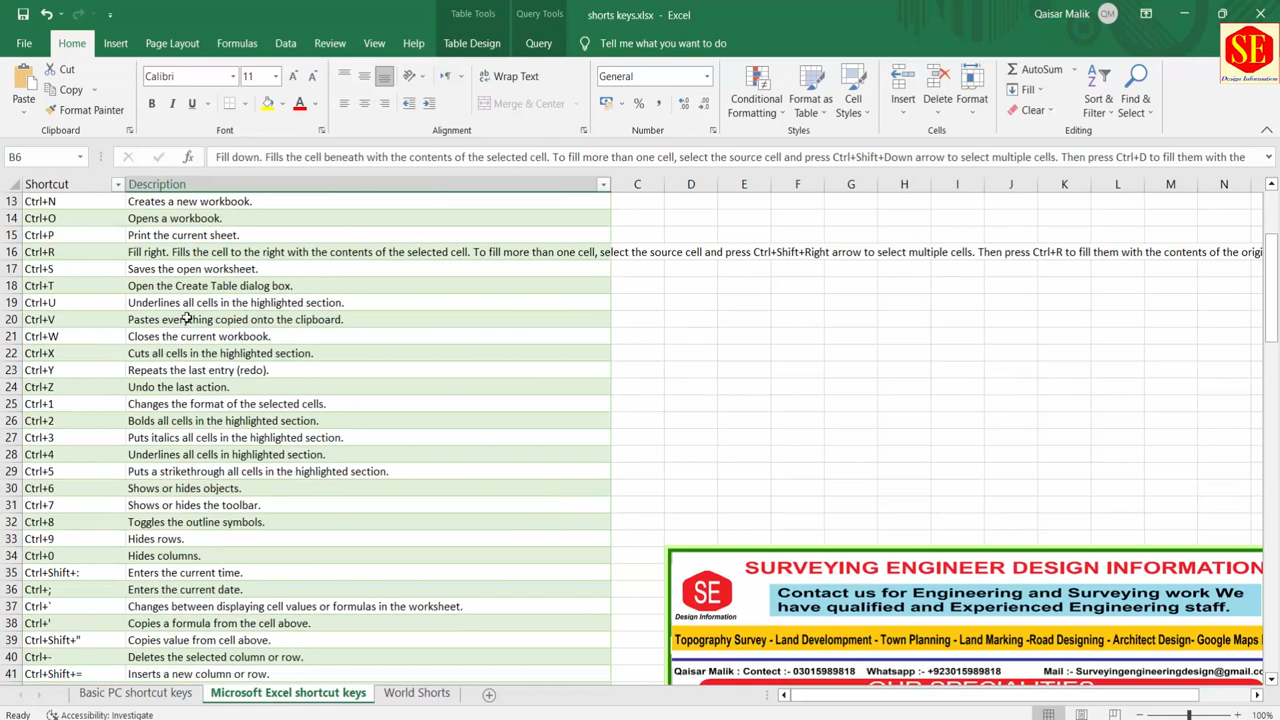 Table Tools
Query Tools
shorts keys.xlsx - Excel
Qaisar Malik
QM
File
Home
Insert
Page Layout
Formulas
Data
Review
View
Help
Table Design
Query
Tell me what you want to do
SE
Design Information
Paste
Cut
Copy
Format Painter
Clipboard
Calibri
11
B I U
Font
Wrap Text
Merge & Center
Alignment
General
%
Number
Conditional Formatting
Format as Table
Cell Styles
Styles
Insert
Delete
Format
Cells
AutoSum
Fill
Clear
Sort & Filter
Find & Select
Editing
B6
fx
Fill down. Fills the cell beneath with the contents of the selected cell. To fill more than one cell, select the source cell and press Ctrl+Shift+Down arrow to select multiple cells. Then press Ctrl+D to fill them with the
Shortcut Description C D E F G H I J K L M N
13 Ctrl+N Creates a new workbook.
14 Ctrl+O Opens a workbook.
15 Ctrl+P Print the current sheet.
16 Ctrl+R Fill right. Fills the cell to the right with the contents of the selected cell. To fill more than one cell, select the source cell and press Ctrl+Shift+Right arrow to select multiple cells. Then press Ctrl+R to fill them with the contents of the origi
17 Ctrl+S Saves the open worksheet.
18 Ctrl+T Open the Create Table dialog box.
19 Ctrl+U Underlines all cells in the highlighted section.
20 Ctrl+V Pastes everything copied onto the clipboard.
21 Ctrl+W Closes the current workbook.
22 Ctrl+X Cuts all cells in the highlighted section.
23 Ctrl+Y Repeats the last entry (redo).
24 Ctrl+Z Undo the last action.
25 Ctrl+1 Changes the format of the selected cells.
26 Ctrl+2 Bolds all cells in the highlighted section.
27 Ctrl+3 Puts italics all cells in the highlighted section.
28 Ctrl+4 Underlines all cells in the highlighted section.
29 Ctrl+5 Puts a strikethrough all cells in the highlighted section.
30 Ctrl+6 Shows or hides objects.
31 Ctrl+7 Shows or hides the toolbar.
32 Ctrl+8 Toggles the outline symbols.
33 Ctrl+9 Hides rows.
34 Ctrl+0 Hides columns.
35 Ctrl+Shift+: Enters the current time.
36 Ctrl+; Enters the current date.
37 Ctrl+` Changes between displaying cell values or formulas in the worksheet.
38 Ctrl+' Copies a formula from the cell above.
39 Ctrl+Shift+" Copies value from cell above.
40 Ctrl+- Deletes the selected column or row.
41 Ctrl+Shift+= Inserts a new column or row.
SE
Design Information
SURVEYING ENGINEER DESIGN INFORMATION
Contact us for Engineering and Surveying work We
have qualified and Experienced Engineering staff.
Topography Survey - Land Develompment - Town Planning - Land Marking -Road Designing - Architect Design- Google Maps
Qaisar Malik : Contect :- 03015989818 Whatsapp :- +923015989818 Mail :- Surveyingengineeringdesign@gmail.co
OUR SPECIALITIES
Basic PC shortcut keys
Microsoft Excel shortcut keys
World Shorts
Ready
Accessibility: Investigate
100%